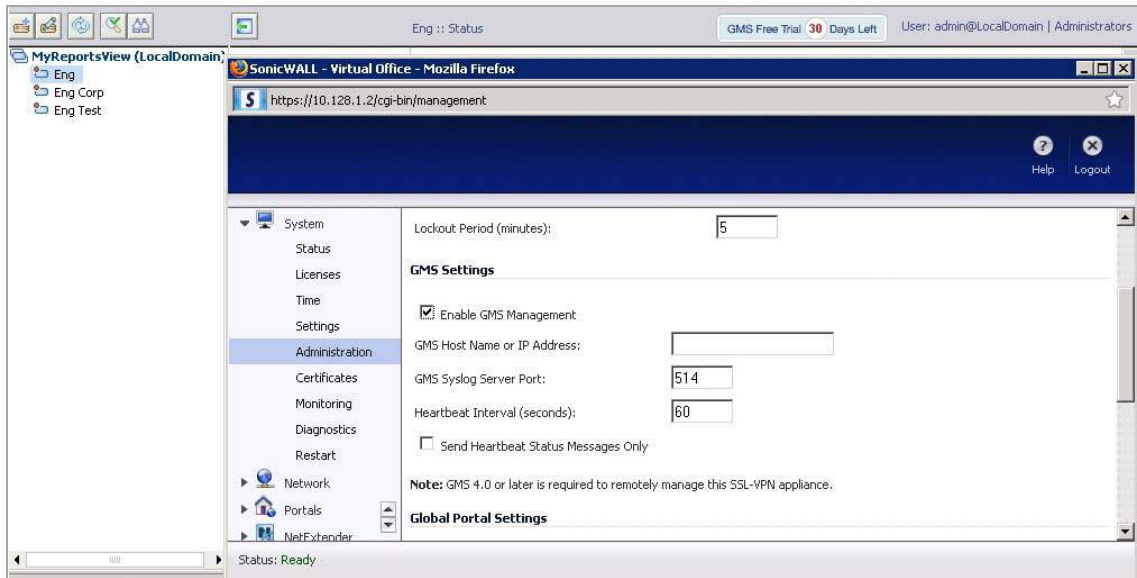 Eng :: Status
GMS Free Trial 30 Days Left
User: admin@LocalDomain | Administrators
MyReportsView (LocalDomain)
Eng
Eng Corp
Eng Test
SonicWALL - Virtual Office - Mozilla Firefox
S
https://10.128.1.2/cgi-bin/management
Help
Logout
System
Status
Licenses
Time
Settings
Administration
Certificates
Monitoring
Diagnostics
Restart
Network
Portals
NetExtender
Lockout Period (minutes): 5
GMS Settings
Enable GMS Management
GMS Host Name or IP Address:
GMS Syslog Server Port: 514
Heartbeat Interval (seconds): 60
Send Heartbeat Status Messages Only
Note: GMS 4.0 or later is required to remotely manage this SSL-VPN appliance.
Global Portal Settings
Status: Ready